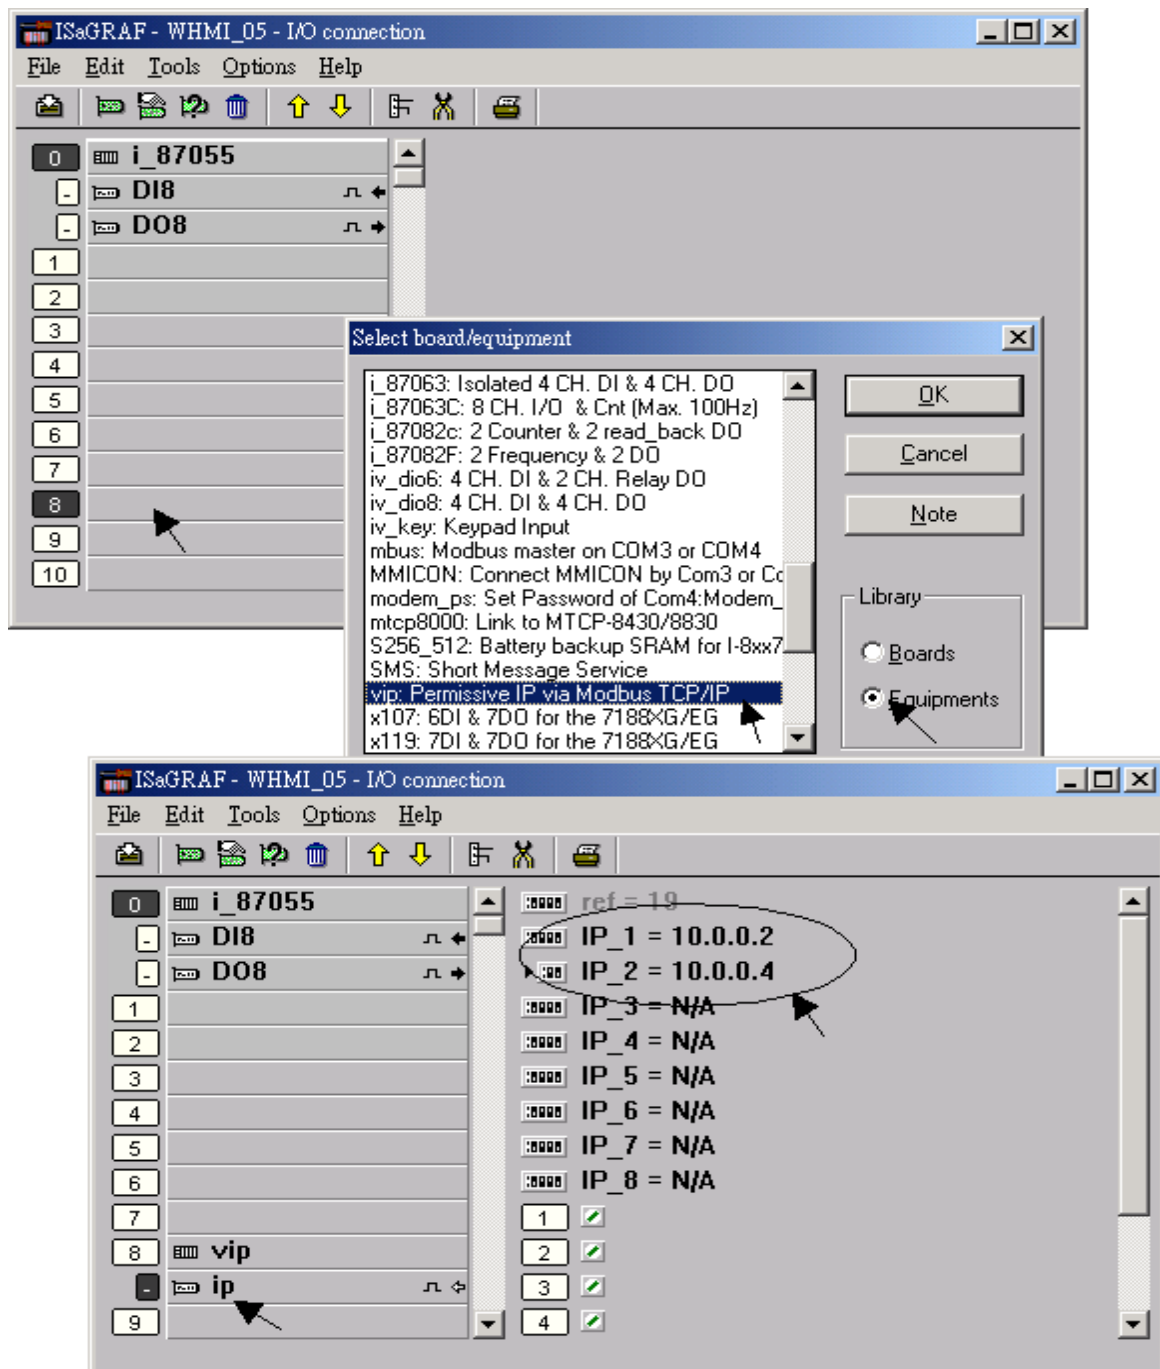 ISaGRAF - WHMI_05 - I/O connection
File Edit Tools Options Help
0 i_87055
- DI8
- DO8
1
2
3
4
5
6
7
8
9
10
Select board/equipment
i_87063: Isolated 4 CH. DI & 4 CH. DO
i_87063C: 8 CH. I/O & Cnt (Max. 100Hz)
i_87082c: 2 Counter & 2 read_back DO
i_87082F: 2 Frequency & 2 DO
iv_dio6: 4 CH. DI & 2 CH. Relay DO
iv_dio8: 4 CH. DI & 4 CH. DO
iv_key: Keypad Input
mbus: Modbus master on COM3 or COM4
MMICON: Connect MMICON by Com3 or Co
modem_ps: Set Password of Com4:Modem_
mtcp8000: Link to MTCP-8430/8830
S256_512: Battery backup SRAM for I-8xx7
SMS: Short Message Service
vip: Permissive IP via Modbus TCP/IP
x107: 6DI & 7DO for the 7188XG/EG
x119: 7DI & 7DO for the 7188XG/EG
OK
Cancel
Note
Library
Boards
Equipments
ISaGRAF - WHMI_05 - I/O connection
File Edit Tools Options Help
0 i_87055
- DI8
- DO8
1
2
3
4
5
6
7
8 vip
- ip
9
ref = 19
IP_1 = 10.0.0.2
IP_2 = 10.0.0.4
IP_3 = N/A
IP_4 = N/A
IP_5 = N/A
IP_6 = N/A
IP_7 = N/A
IP_8 = N/A
1
2
3
4